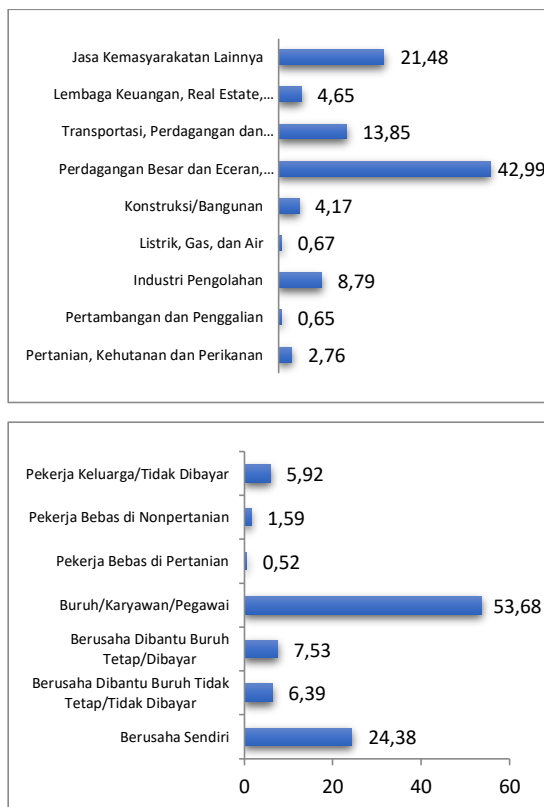 Jasa Kemasyarakatan Lainnya 21,48
Lembaga Keuangan, Real Estate,... 4,65
Transportasi, Perdagangan dan... 13,85
Perdagangan Besar dan Eceran,... 42,99
Konstruksi/Bangunan 4,17
Listrik, Gas, dan Air 0,67
Industri Pengolahan 8,79
Pertambangan dan Penggalian 0,65
Pertanian, Kehutanan dan Perikanan 2,76
Pekerja Keluarga/Tidak Dibayar 5,92
Pekerja Bebas di Nonpertanian 1,59
Pekerja Bebas di Pertanian 0,52
Buruh/Karyawan/Pegawai 53,68
Berusaha Dibantu Buruh
Tetap/Dibayar 7,53
Berusaha Dibantu Buruh Tidak
Tetap/Tidak Dibayar 6,39
Berusaha Sendiri 24,38
0 20 40 60